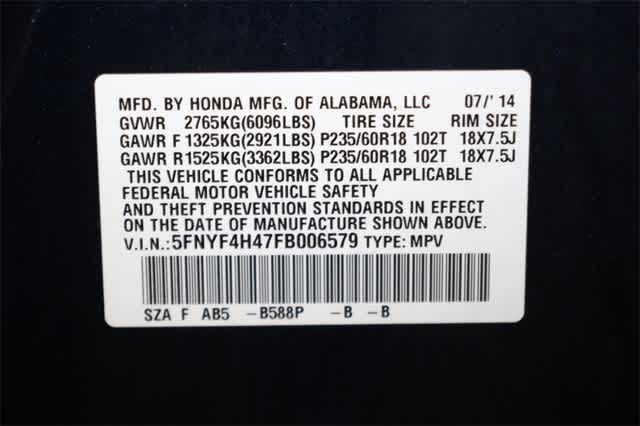 MFD. BY HONDA MFG. OF ALABAMA, LLC 07/'14
GVWR 2765KG(6096LBS) TIRE SIZE RIM SIZE
GAWR F 1325KG(2921LBS) P235/60R18 102T 18X7.5J
GAWR R1525KG(3362LBS) P235/60R18 102T 18X7.5J
THIS VEHICLE CONFORMS TO ALL APPLICABLE
FEDERAL MOTOR VEHICLE SAFETY
AND THEFT PREVENTION STANDARDS IN EFFECT
ON THE DATE OF MANUFACTURE SHOWN ABOVE.
V.I.N.:5FNYF4H47FB006579 TYPE: MPV
SZA F AB5 -B588P -B -B